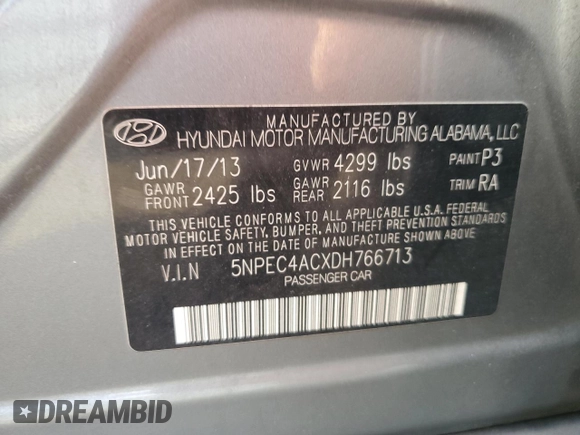 MANUFACTURED BY
HYUNDAI MOTOR MANUFACTURING ALABAMA, LLC
Jun/17/13 GVWR 4299 lbs PAINT P3
GAWR FRONT 2425 lbs GAWR REAR 2116 lbs TRIM RA
THIS VEHICLE CONFORMS TO ALL APPLICABLE U.S.A. FEDERAL
MOTOR VEHICLE SAFETY, BUMPER, AND THEFT PREVENTION STANDARDS
IN EFFECT ON THE DATE OF MANUFACTURE SHOWN ABOVE
V.I.N 5NPEC4ACXDH766713
PASSENGER CAR
DREAMBID